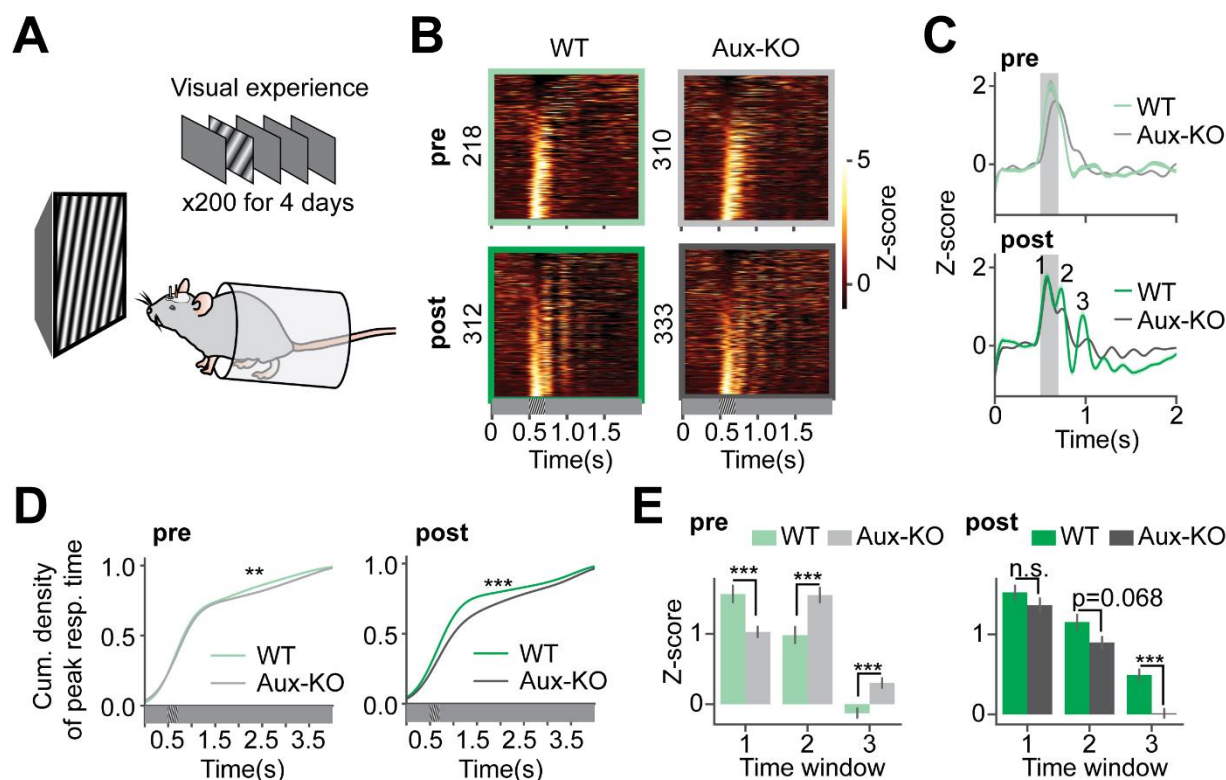 A
Visual experience
x200 for 4 days
B
WT
Aux-KO
pre
218
310
post
312
333
5
0
Z-score
0 0.5 1.0 1.5
Time(s)
0 0.5 1.0 1.5
Time(s)
C
pre
2
0
WT
Aux-KO
Z-score
post
2
0
1
2
3
WT
Aux-KO
0 1 2
Time(s)
D
Cum. density
of peak resp. time
pre
1.0
0.5
0.0
**
WT
Aux-KO
0.5 1.5 2.5 3.5
Time(s)
post
1.0
0.5
0.0
***
WT
Aux-KO
0.5 1.5 2.5 3.5
Time(s)
E
pre
WT Aux-KO
Z-score
1
0
***
***
***
1 2 3
Time window
post
WT Aux-KO
1
0
n.s.
p=0.068
***
1 2 3
Time window